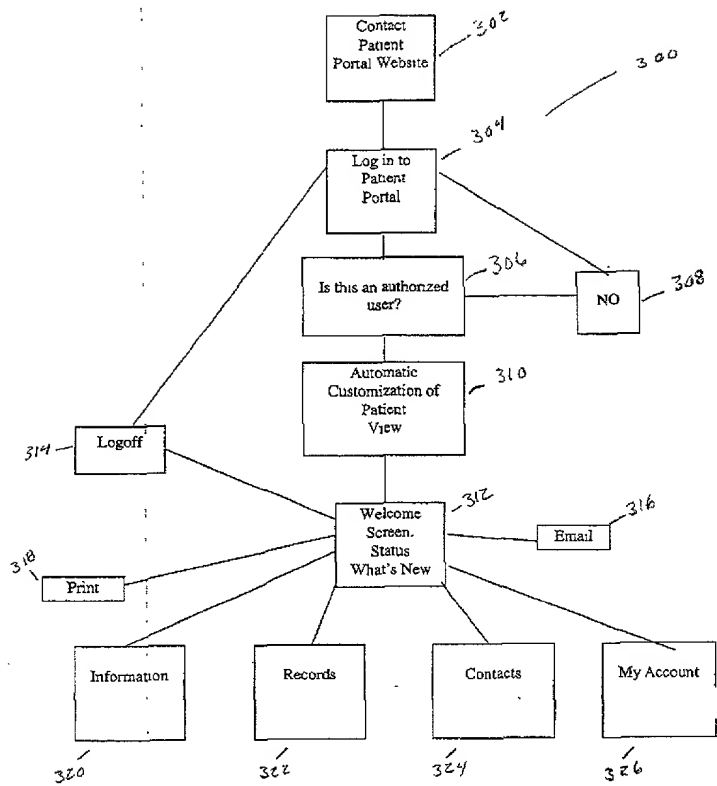 Contact
Patient
Portal Website
302
300
304
Log in to
Patient
Portal
306
Is this an authorized
user?
NO
308
Automatic
Customization of
Patient
View
310
314
Logoff
312
Welcome
Screen.
Status
What's New
316
Email
318
Print
Information
Records
Contacts
My Account
320
322
324
326